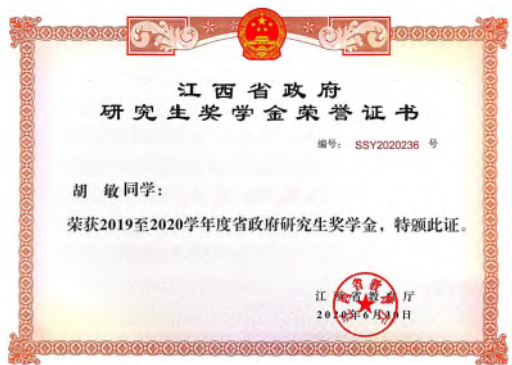 江西省政府
研究生奖学金荣誉证书
编号： SSY2020236 号
胡 敏同学：
荣获2019至2020学年度省政府研究生奖学金，特颁此证。
江西省教育厅
2020年6月30日